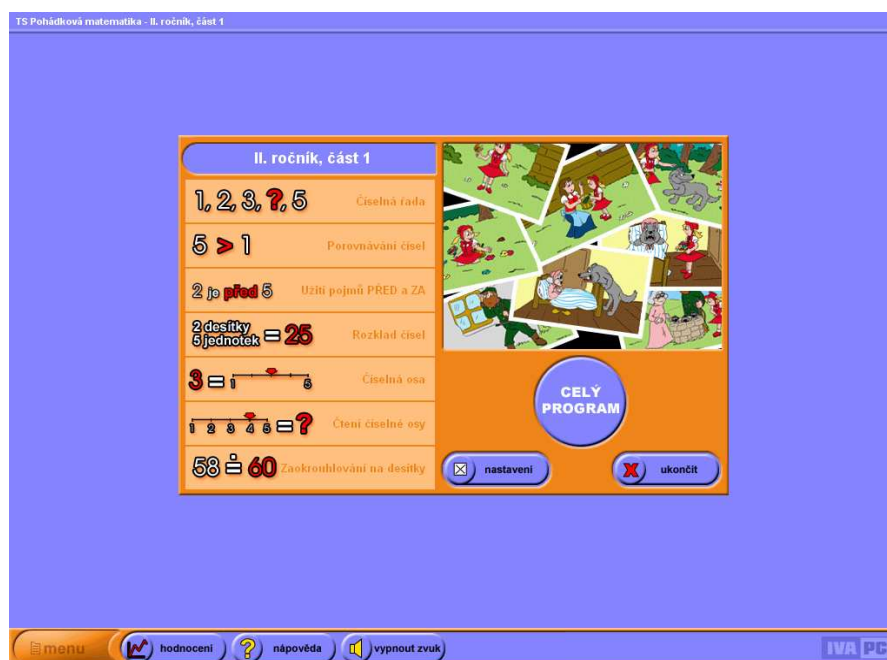 TS Pohádková matematika - II. ročník, část 1
II. ročník, část 1
1, 2, 3, ?, 5 Číselná řada
5 > 1 Porovnávání čísel
2 je před 5 Užití pojmů PŘED a ZA
2 desítky
5 jednotek = 25 Rozklad čísel
3 = 1 5 Číselná osa
1 2 3 4 5 = ? Čtení číselné osy
58 ≐ 60 Zaokrouhlování na desítky
CELÝ
PROGRAM
nastavení
ukončit
menu
hodnocení
? nápověda
vypnout zvuk
IVA PC